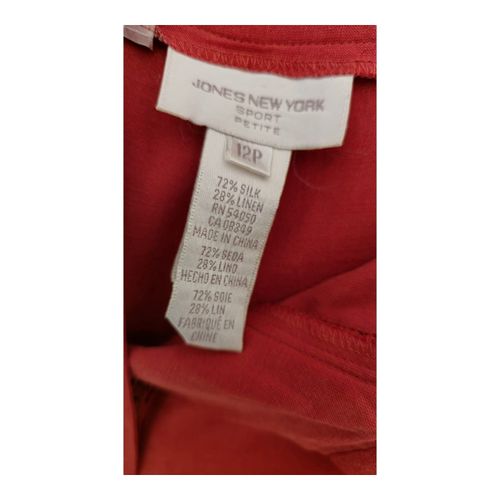 JONES NEW YORK
SPORT
PETITE
12P
72% SILK
28% LINEN
RN 54050
CA 08349
MADE IN CHINA
72% SEDA
28% LINO
HECHO EN CHINA
72% SOIE
28% LIN
FABRIQUÉ EN
CHINE